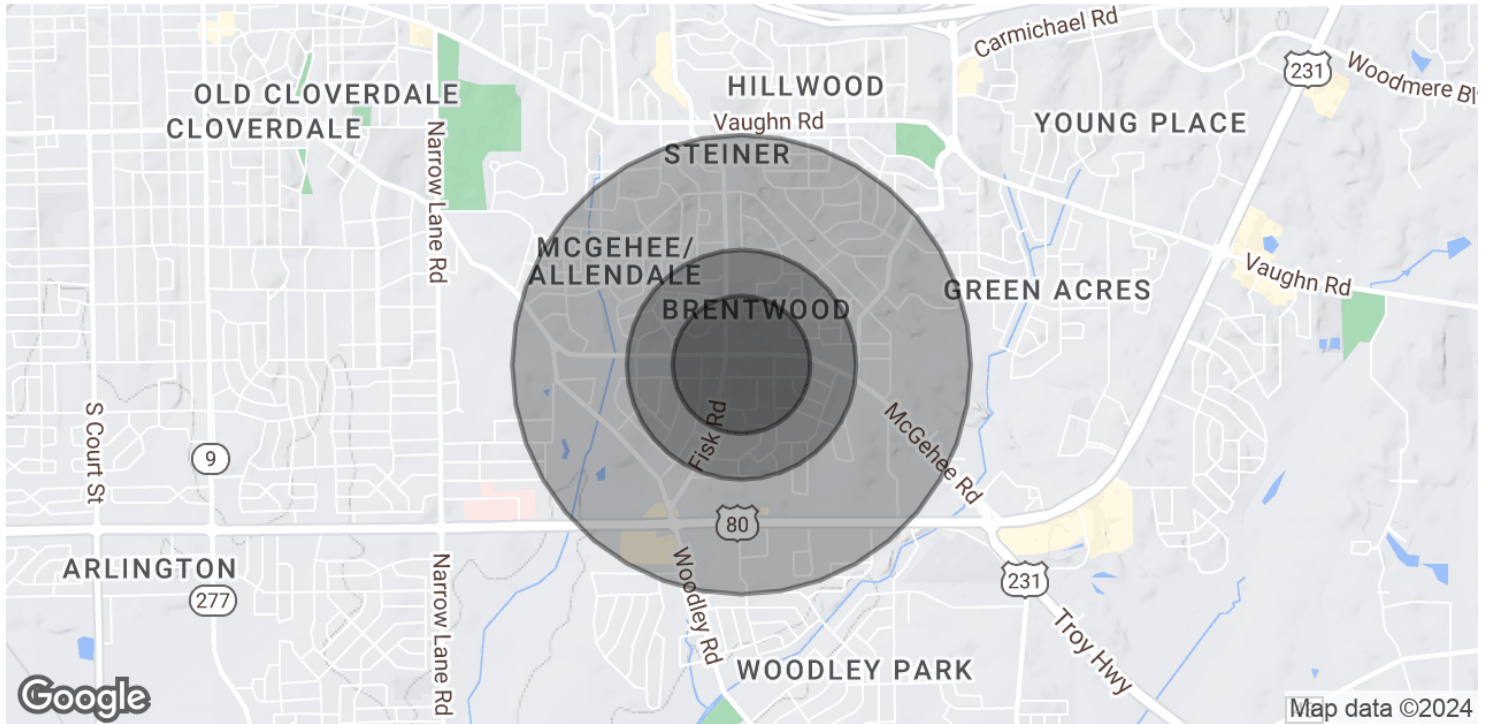 Carmichael Rd
231
Woodmere Bl
HILLWOOD
OLD CLOVERDALE
CLOVERDALE
Vaughn Rd
YOUNG PLACE
STEINER
Narrow Lane Rd
MCGEHEE/
ALLENDALE
Vaughn Rd
GREEN ACRES
BRENTWOOD
S Court St
9
Fisk Rd
McGehee Rd
80
ARLINGTON
277
Narrow Lane Rd
Woodley Rd
231
Troy Hwy
WOODLEY PARK
Google
Map data ©2024